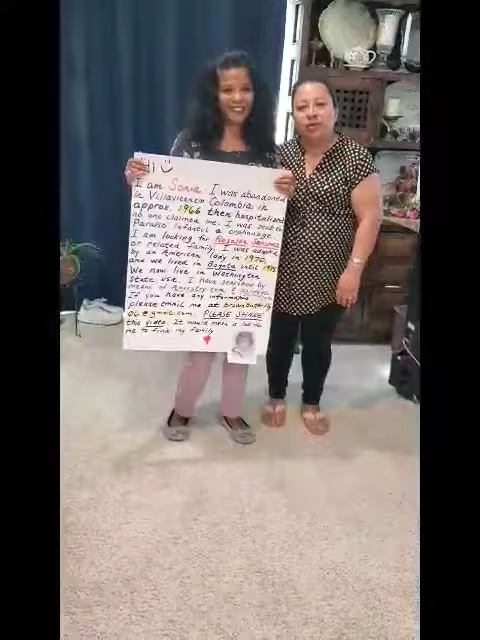 Hi
I am Sonia I was abandoned
in Villavicencio Colombia in
approx. 1966 then hospitalized
no one claimed me. I was sent to
Paraiso Infantil a orphanage.
I am looking for
or related family. I was adopted
by an American lady in 1970,
and we lived in Bogota until 1975
We now live in Washington
state USA. I have searched by
means of Ancestry.com &
If you have any information
please email me at brownbutterfly
06@gmail.com. PLEASE SHARE
this video. It would mean a lot to
me to find my family